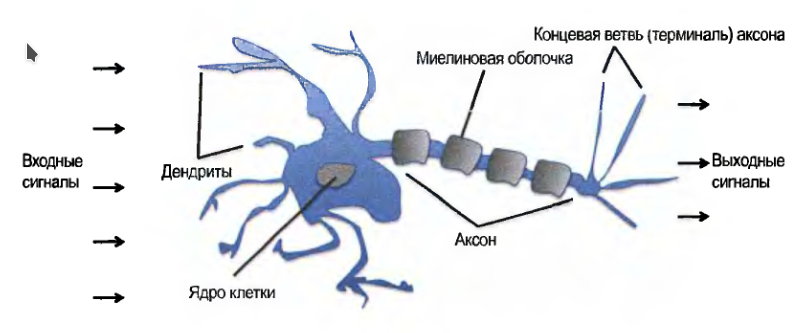 Концевая ветвь (терминаль) аксона
Миелиновая оболочка
Входные
сигналы
Дендриты
Выходные
сигналы
Аксон
Ядро клетки